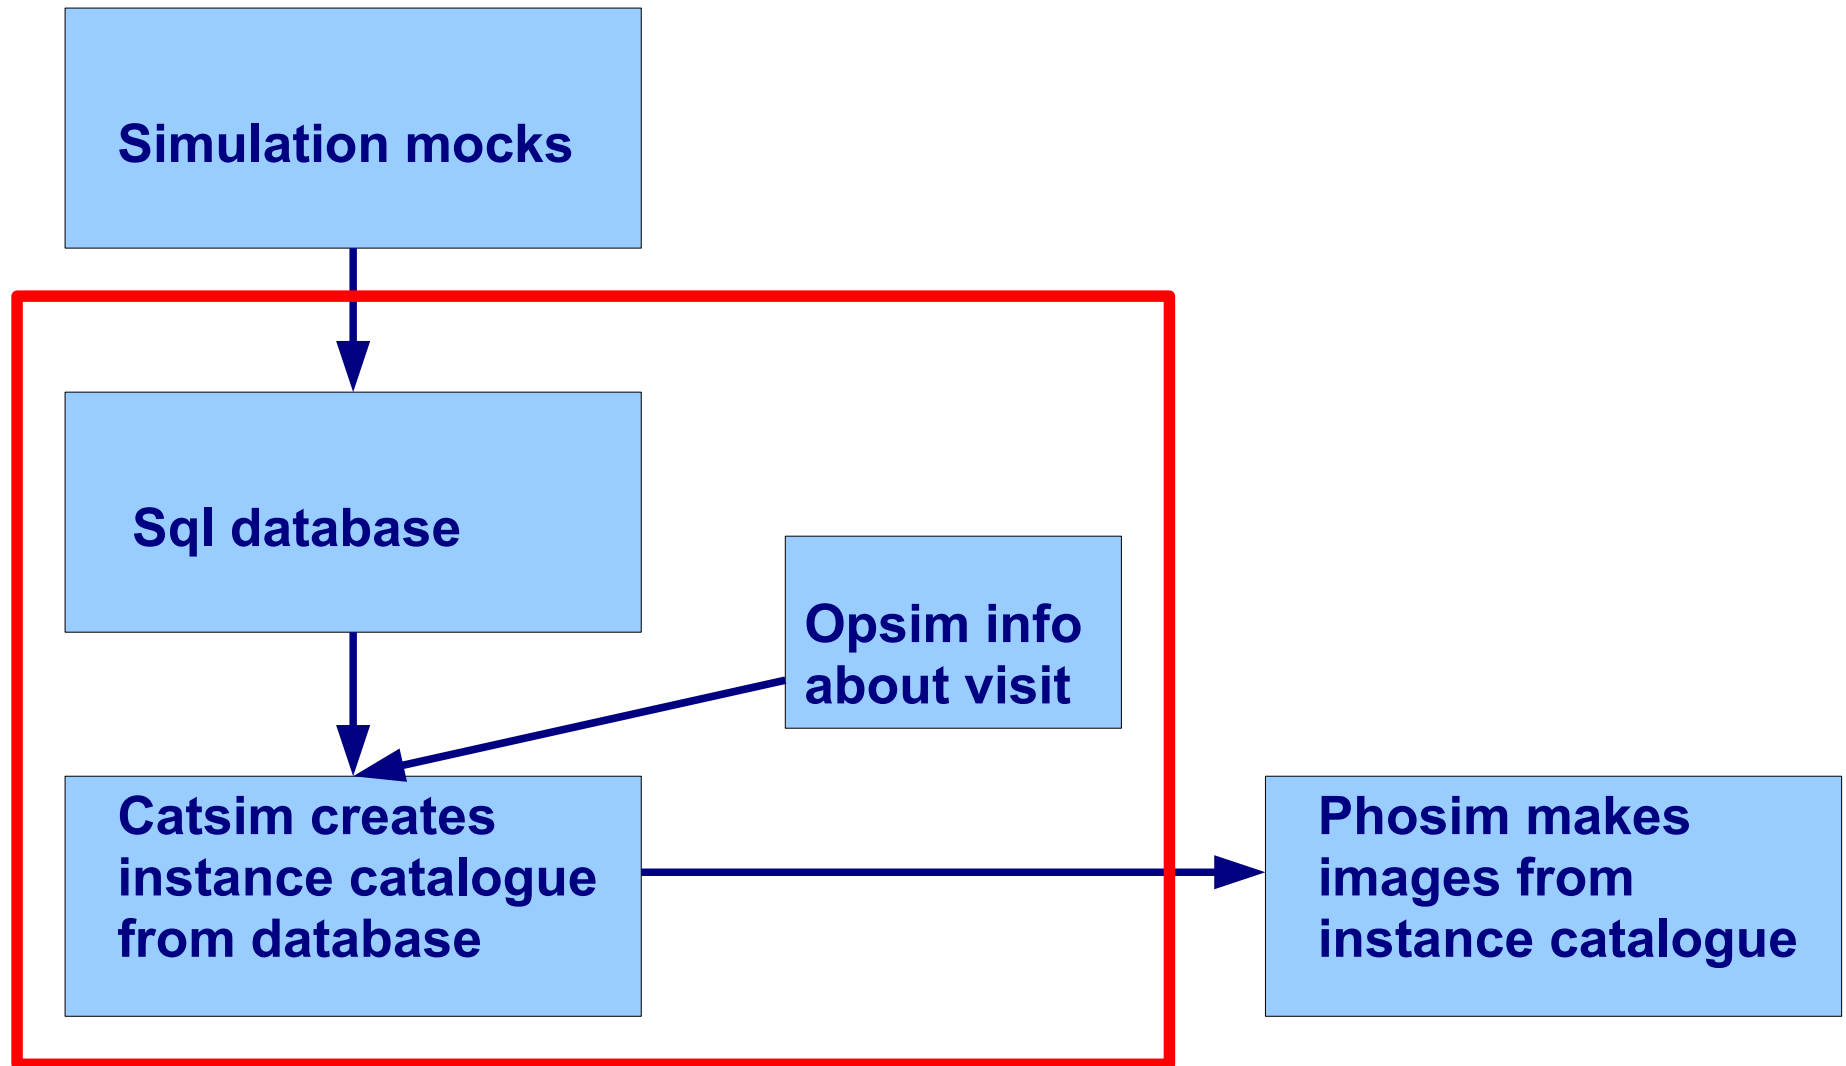 Simulation mocks
Sql database
Opsim info
about visit
Catsim creates
instance catalogue
from database
Phosim makes
images from
instance catalogue